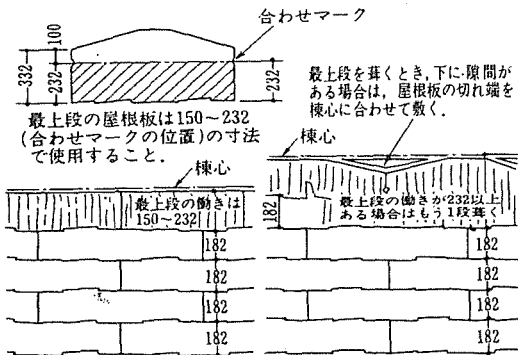 合わせマーク
100
332
232
232
最上段の屋根板は150～232
(合わせマークの位置)の寸法
で使用すること.
最上段を葺くとき,下に隙間が
ある場合は,屋根板の切れ端を
棟心に合わせて敷く.
棟心
棟心
最上段の働きは
150～232
182
182
182
182
最上段の働きが232以上
ある場合はもう1段葺く
182
182
182
182
182